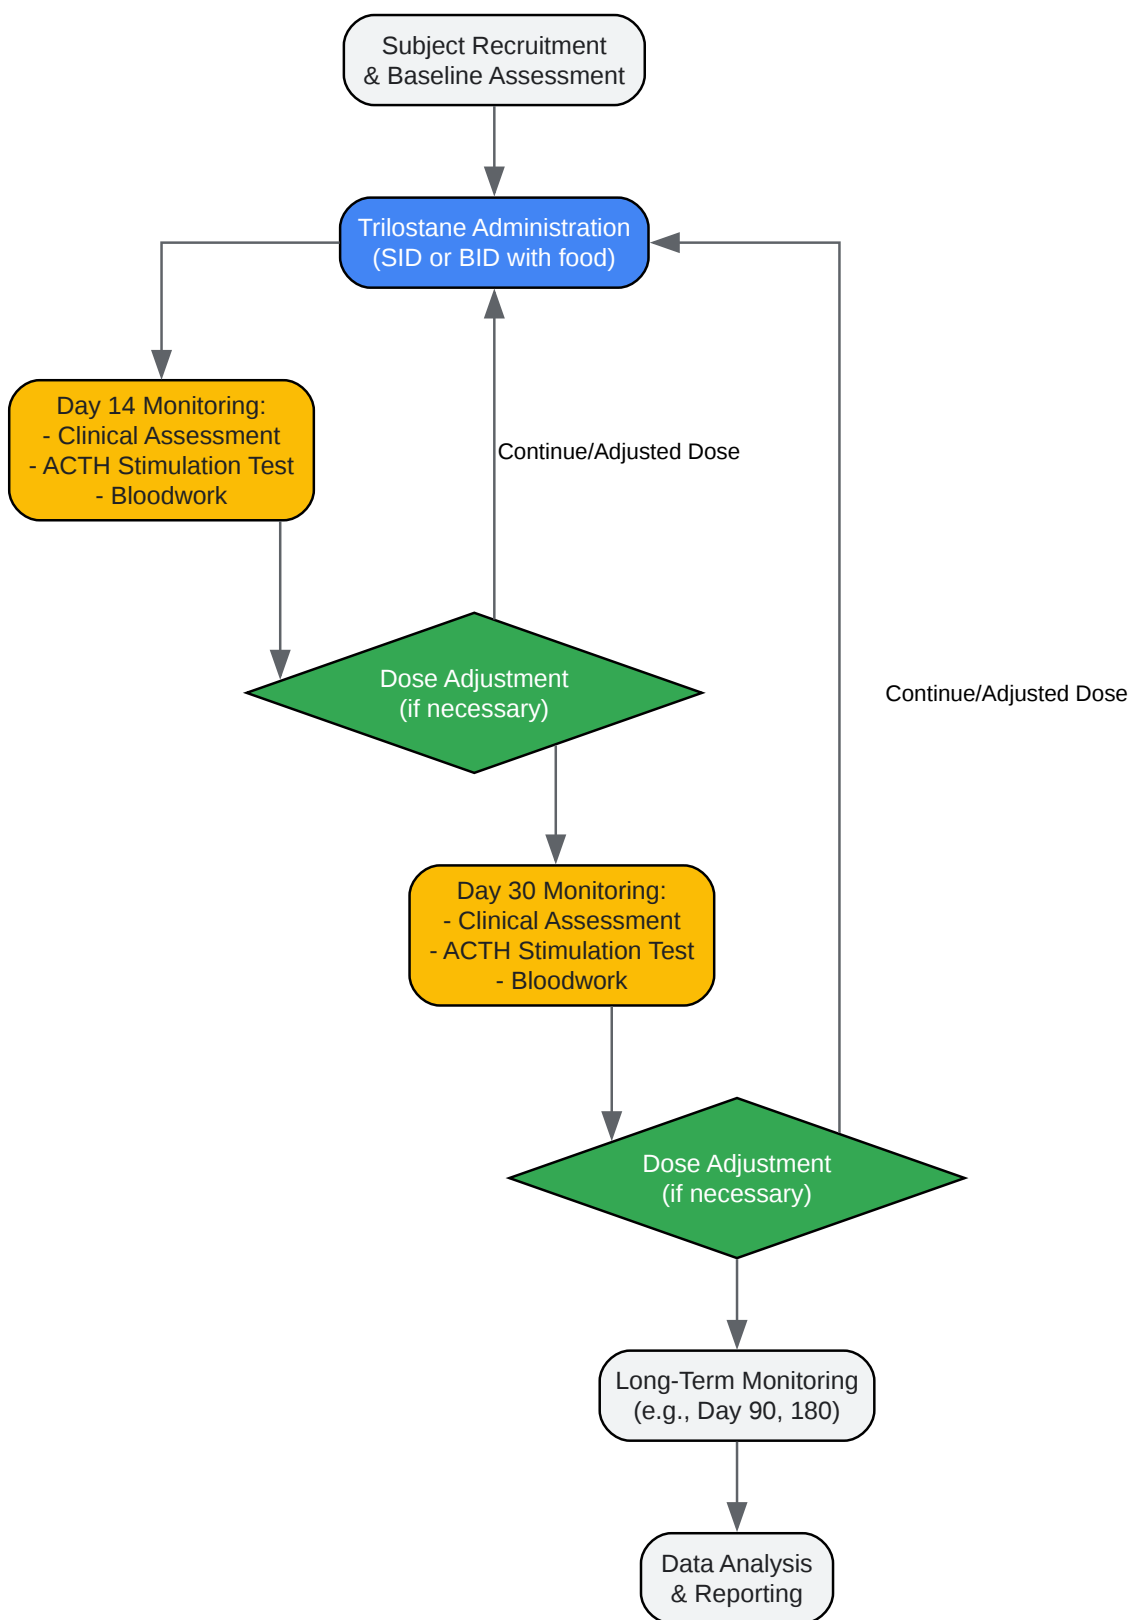 Subject Recruitment
& Baseline Assessment
Trilostane Administration
(SID or BID with food)
Day 14 Monitoring:
- Clinical Assessment
- ACTH Stimulation Test
- Bloodwork
Continue/Adjusted Dose
Dose Adjustment
(if necessary)
Continue/Adjusted Dose
Day 30 Monitoring:
- Clinical Assessment
- ACTH Stimulation Test
- Bloodwork
Dose Adjustment
(if necessary)
Long-Term Monitoring
(e.g., Day 90, 180)
Data Analysis
& Reporting